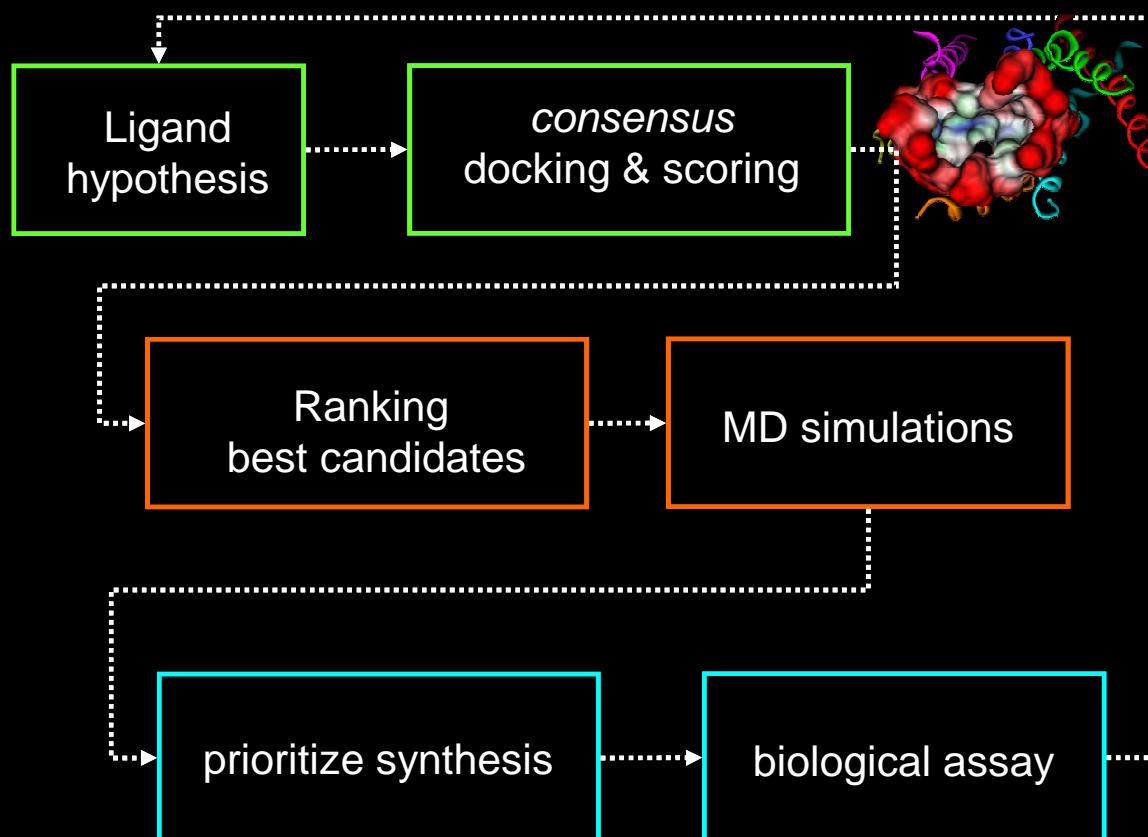 Ligand
hypothesis
consensus
docking & scoring
Ranking
best candidates
MD simulations
prioritize synthesis
biological assay